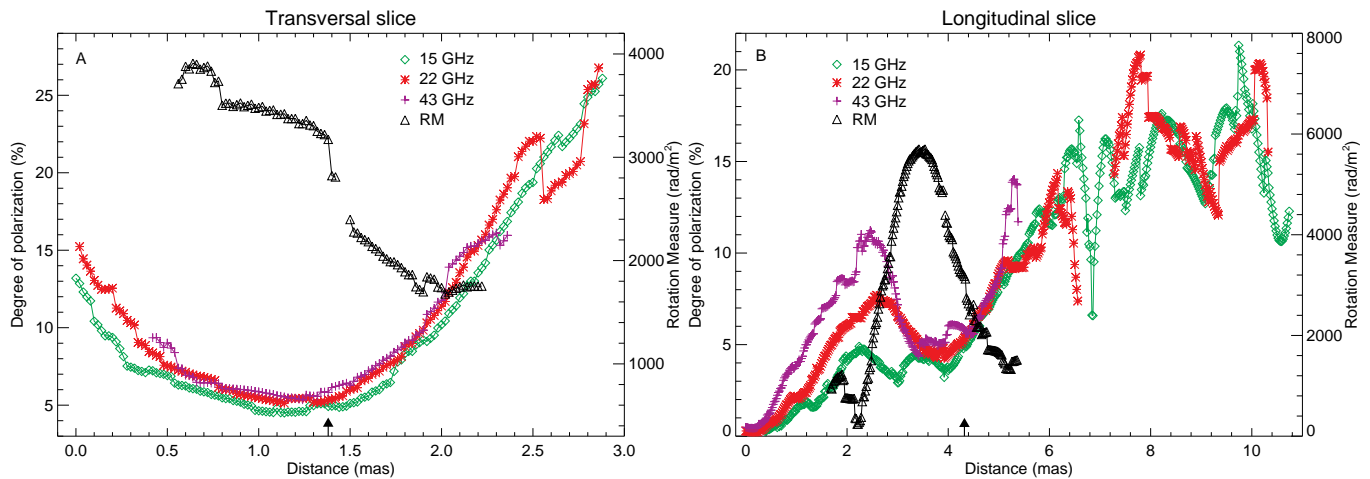 Transversal slice
A
15 GHz
22 GHz
43 GHz
RM
Degree of polarization (%)
5
10
15
20
25
Rotation Measure (rad/m²)
1000
2000
3000
4000
0.0 0.5 1.0 1.5 2.0 2.5 3.0
Distance (mas)
Longitudinal slice
B
15 GHz
22 GHz
43 GHz
RM
Degree of polarization (%)
0
5
10
15
20
Rotation Measure (rad/m²)
0
2000
4000
6000
8000
0 2 4 6 8 10
Distance (mas)